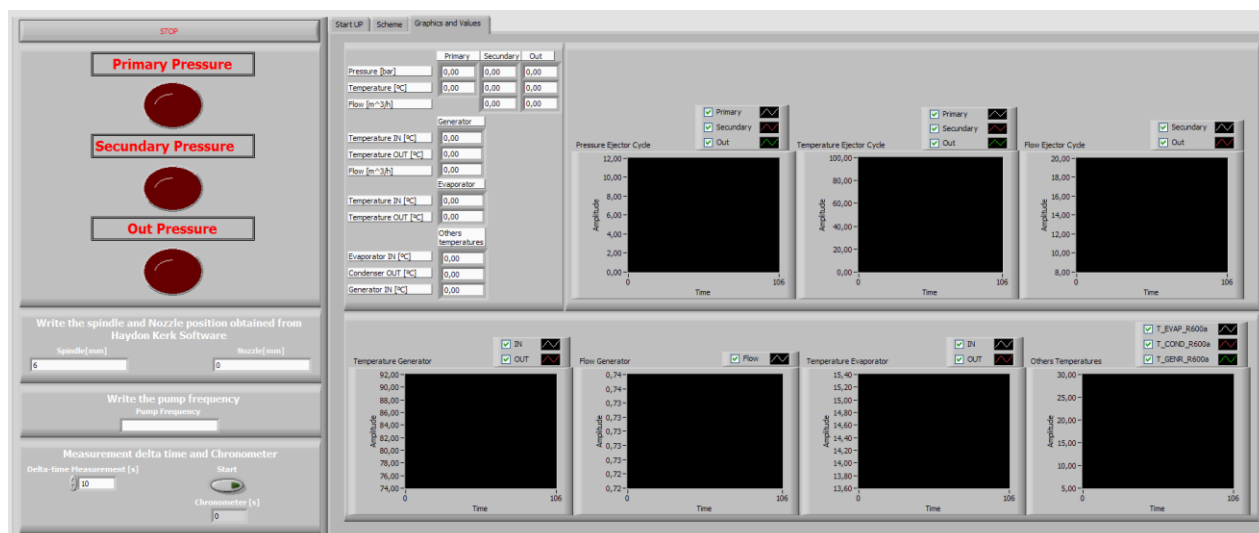 STOP
Primary Pressure
Secundary Pressure
Out Pressure
Write the spindle and Nozzle position obtained from
Haydon Kerk Software
Spindle[mm] Nozzle[mm]
6 0
Write the pump frequency
Pump Frequency
Measurement delta time and Chronometer
Delta-time Measurement [s] Start
10
Chronometer [s]
0
Start UP Scheme Graphics and Values
Primary Secundary Out
Pressure [bar] 0,00 0,00 0,00
Temperature [ºC] 0,00 0,00 0,00
Flow [m^3/h] 0,00 0,00
Generator
Temperature IN [ºC] 0,00
Temperature OUT [ºC] 0,00
Flow [m^3/h] 0,00
Evaporator
Temperature IN [ºC] 0,00
Temperature OUT [ºC] 0,00
Others
temperatures
Evaporator IN [ºC] 0,00
Condenser OUT [ºC] 0,00
Generator IN [ºC] 0,00
Primary
Secundary
Out
Pressure Ejector Cycle
12,00
10,00
8,00
6,00
4,00
2,00
0,00
Amplitude
0 106
Time
Primary
Secundary
Out
Temperature Ejector Cycle
100,00
80,00
60,00
40,00
20,00
0,00
Amplitude
0 106
Time
Secundary
Out
Flow Ejector Cycle
20,00
18,00
16,00
14,00
12,00
10,00
8,00
Amplitude
0 106
Time
IN
OUT
Temperature Generator
92,00
90,00
88,00
86,00
84,00
82,00
80,00
78,00
76,00
74,00
Amplitude
0 106
Time
Flow
Flow Generator
0,74
0,74
0,73
0,73
0,73
0,73
0,73
0,72
0,72
Amplitude
0 106
Time
IN
OUT
Temperature Evaporator
15,40
15,20
15,00
14,80
14,60
14,40
14,20
14,00
13,80
13,60
Amplitude
0 106
Time
T_EVAP_R600a
T_COND_R600a
T_GENR_R600a
Others Temperatures
30,00
25,00
20,00
15,00
10,00
5,00
Amplitude
0 106
Time